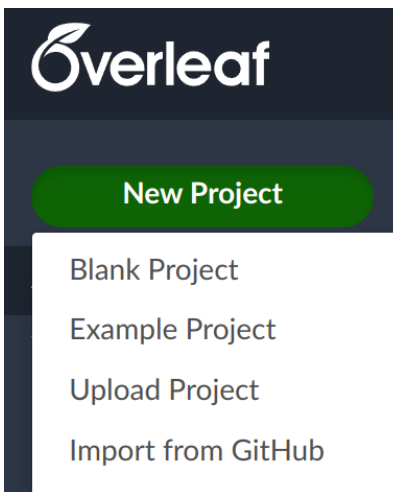 Overleaf
New Project
Blank Project
Example Project
Upload Project
Import from GitHub